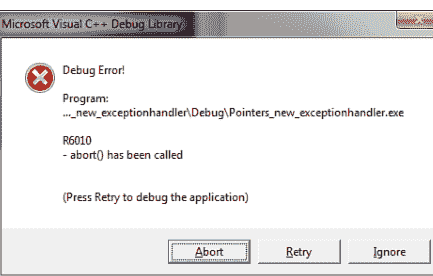 Microsoft Visual C++ Debug Library
Debug Error!
Program:
..._new_exceptionhandler\Debug\Pointers_new_exceptionhandler.exe
R6010
- abort() has been called
(Press Retry to debug the application)
Abort Retry Ignore